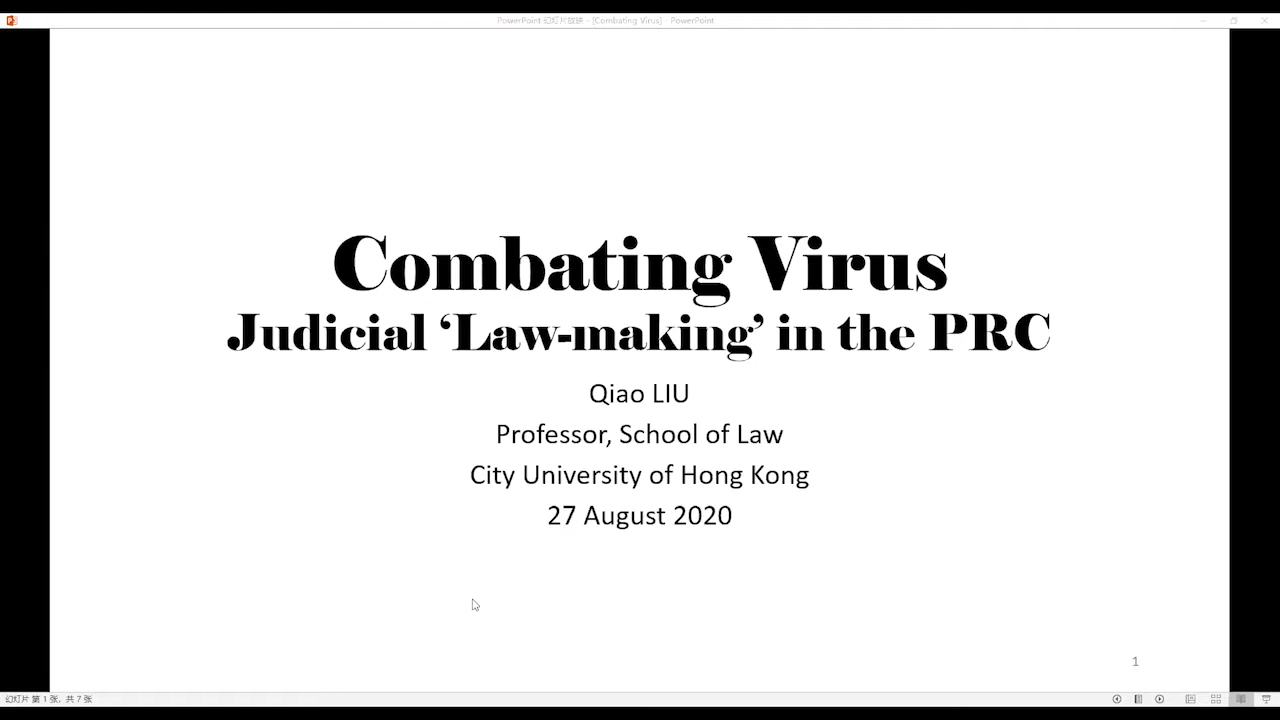 PowerPoint 幻灯片放映 - [Combating Virus] - PowerPoint
Combating Virus
Judicial ‘Law-making’ in the PRC
Qiao LIU
Professor, School of Law
City University of Hong Kong
27 August 2020
1
幻灯片 第 1 张，共 7 张